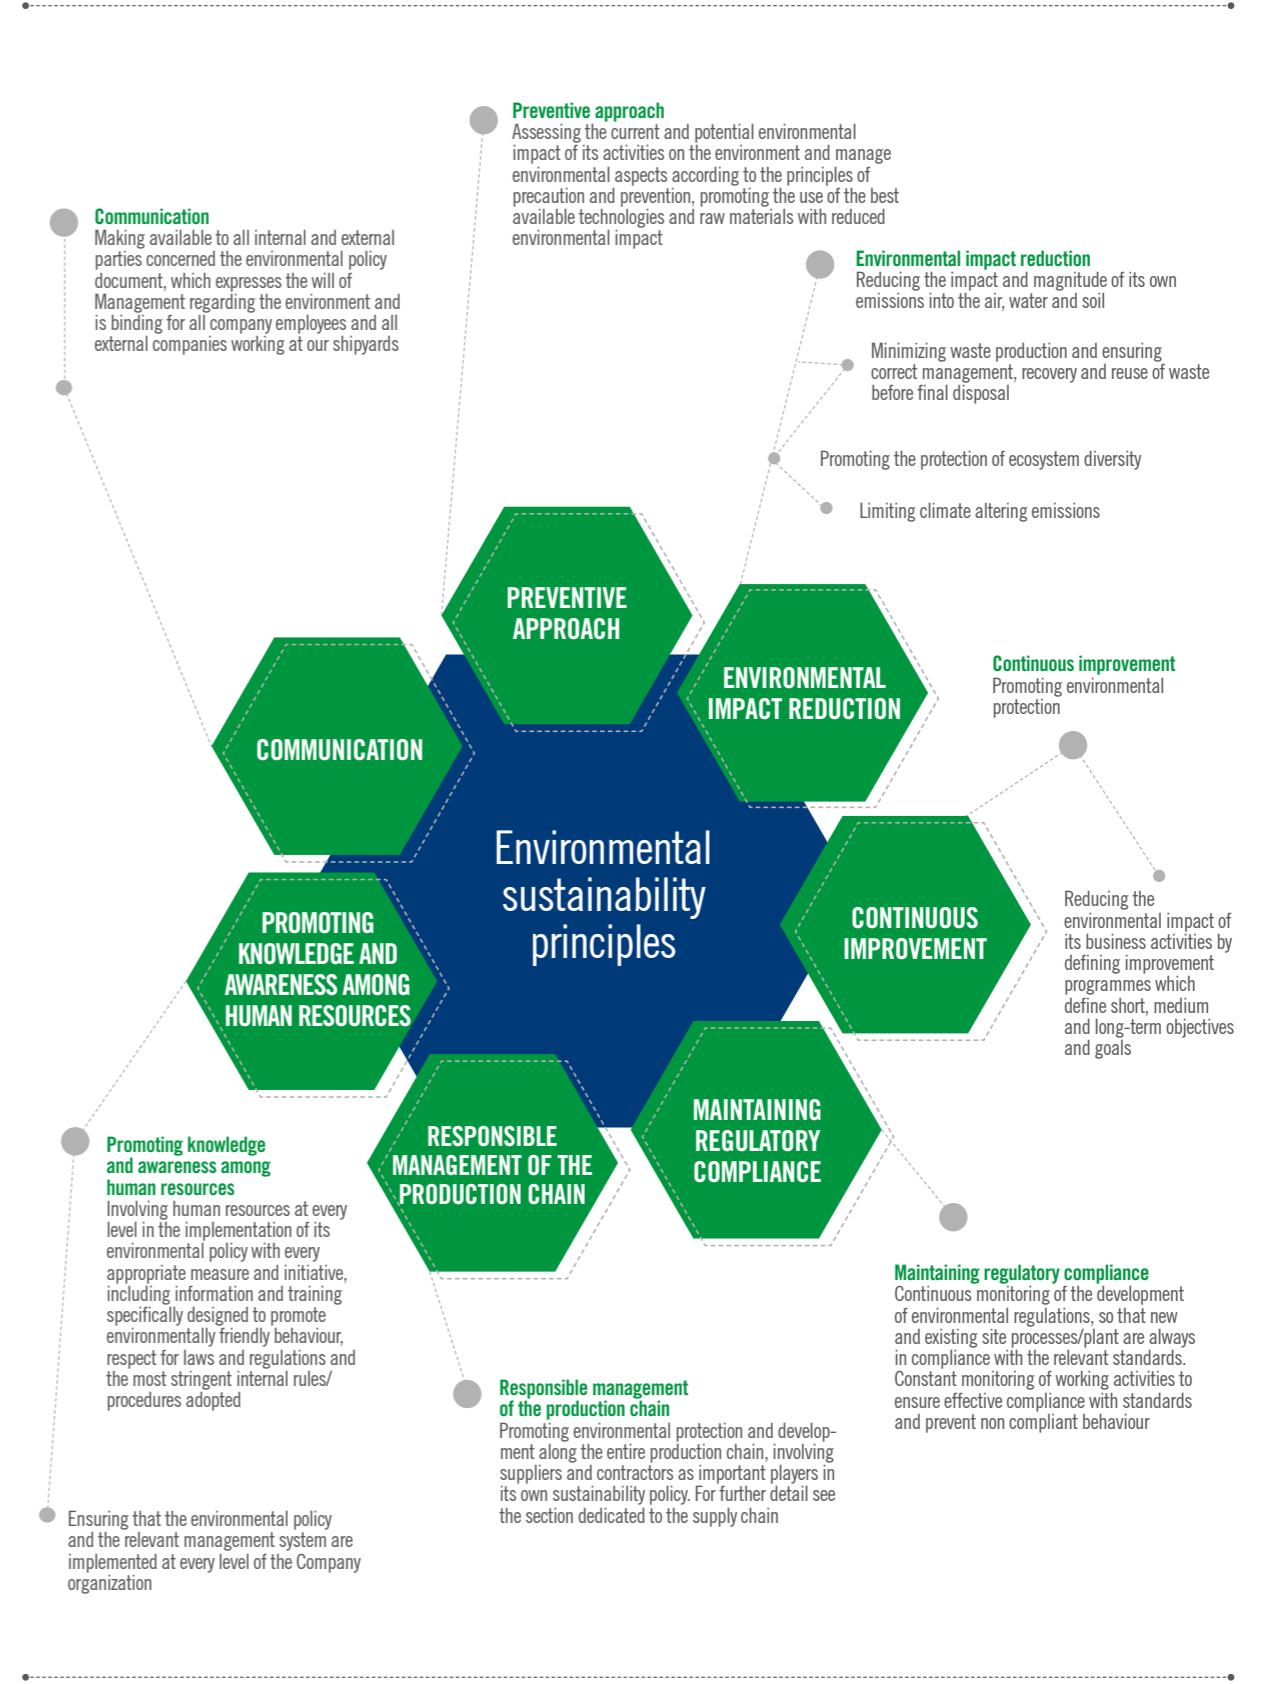 Preventive approach
Assessing the current and potential environmental
impact of its activities on the environment and manage
environmental aspects according to the principles of
precaution and prevention, promoting the use of the best
available technologies and raw materials with reduced
environmental impact
Communication
Making available to all internal and external
parties concerned the environmental policy
document, which expresses the will of
Management regarding the environment and
is binding for all company employees and all
external companies working at our shipyards
Environmental impact reduction
Reducing the impact and magnitude of its own
emissions into the air, water and soil
Minimizing waste production and ensuring
correct management, recovery and reuse of waste
before final disposal
Promoting the protection of ecosystem diversity
Limiting climate altering emissions
PREVENTIVE
APPROACH
ENVIRONMENTAL
IMPACT REDUCTION
COMMUNICATION
Continuous improvement
Promoting environmental
protection
Environmental
sustainability
principles
CONTINUOUS
IMPROVEMENT
Reducing the
environmental impact of
its business activities by
defining improvement
programmes which
define short, medium
and long-term objectives
and goals
PROMOTING
KNOWLEDGE AND
AWARENESS AMONG
HUMAN RESOURCES
RESPONSIBLE
MANAGEMENT OF THE
PRODUCTION CHAIN
MAINTAINING
REGULATORY
COMPLIANCE
Promoting knowledge
and awareness among
human resources
Involving human resources at every
level in the implementation of its
environmental policy with every
appropriate measure and initiative,
including information and training
specifically designed to promote
environmentally friendly behaviour,
respect for laws and regulations and
the most stringent internal rules/
procedures adopted
Maintaining regulatory compliance
Continuous monitoring of the development
of environmental regulations, so that new
and existing site processes/plant are always
in compliance with the relevant standards.
Constant monitoring of working activities to
ensure effective compliance with standards
and prevent non compliant behaviour
Responsible management
of the production chain
Promoting environmental protection and develop-
ment along the entire production chain, involving
suppliers and contractors as important players in
its own sustainability policy. For further detail see
the section dedicated to the supply chain
Ensuring that the environmental policy
and the relevant management system are
implemented at every level of the Company
organization